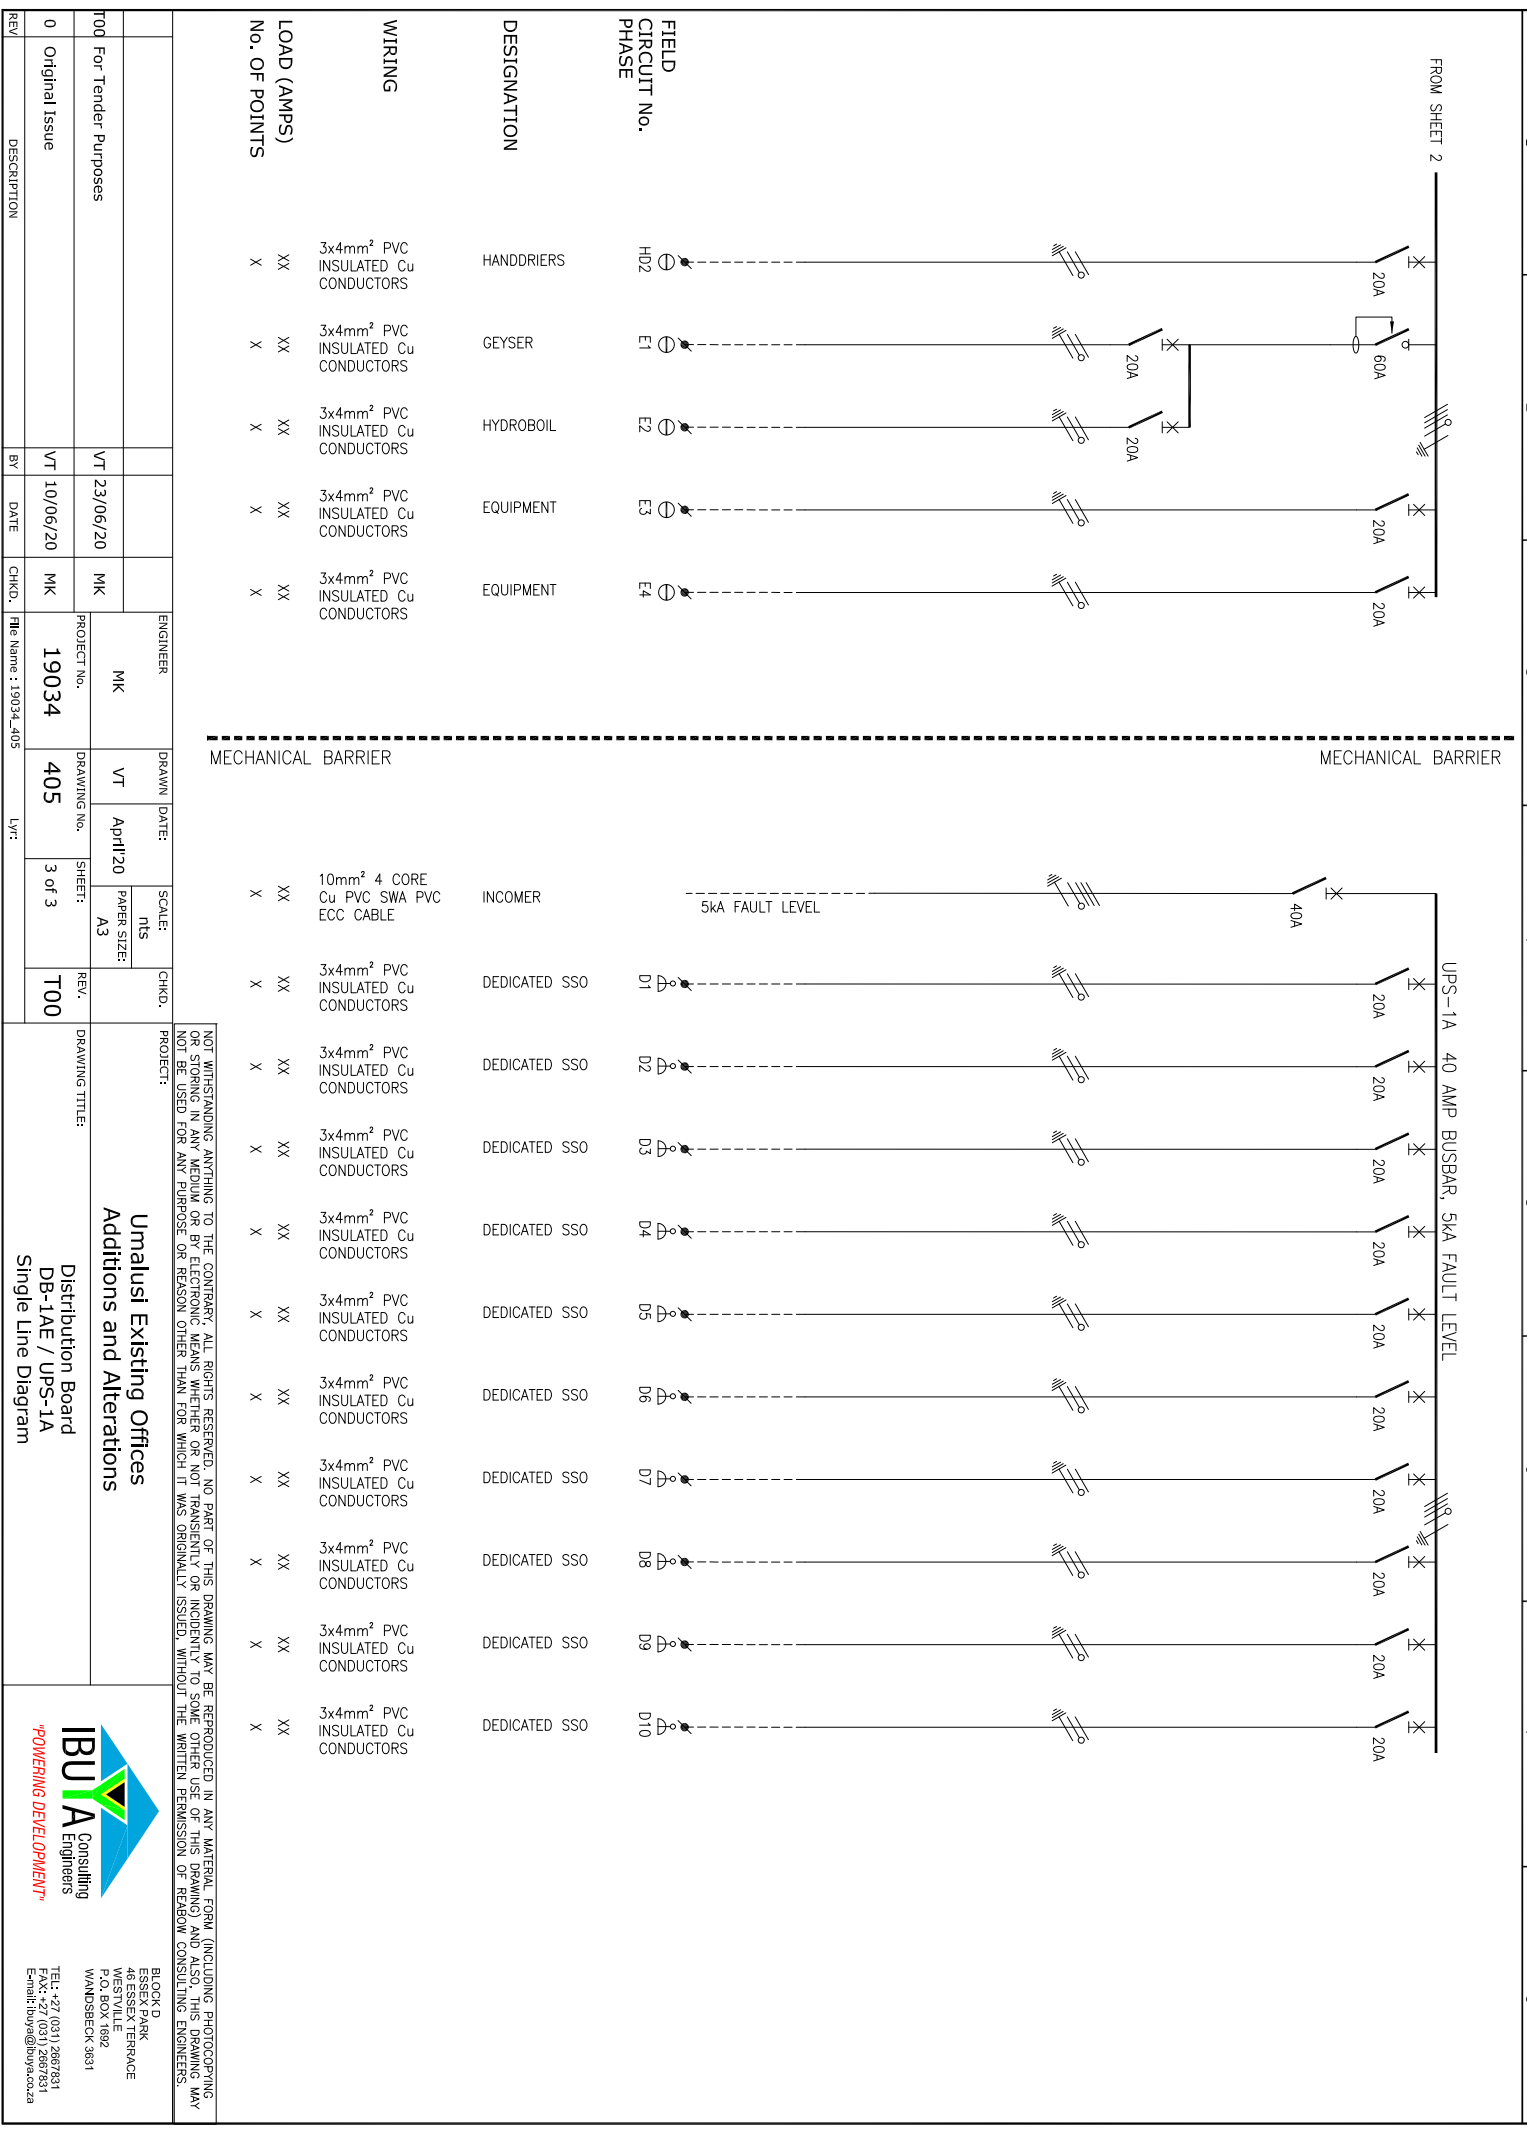 FROM SHEET 2
20A
60A
20A
20A
20A
20A
FIELD
CIRCUIT No.
PHASE
HD2
E1
E2
E3
E4
DESIGNATION
HANDDRIERS
GEYSER
HYDROBOIL
EQUIPMENT
EQUIPMENT
WIRING
3x4mm² PVC
INSULATED Cu
CONDUCTORS
3x4mm² PVC
INSULATED Cu
CONDUCTORS
3x4mm² PVC
INSULATED Cu
CONDUCTORS
3x4mm² PVC
INSULATED Cu
CONDUCTORS
3x4mm² PVC
INSULATED Cu
CONDUCTORS
LOAD (AMPS)
XX
XX
XX
XX
XX
No. OF POINTS
X
X
X
X
X
MECHANICAL BARRIER
MECHANICAL BARRIER
UPS-1A 40 AMP BUSBAR, 5kA FAULT LEVEL
40A
20A
20A
20A
20A
20A
20A
20A
20A
20A
20A
5kA FAULT LEVEL
D1
D2
D3
D4
D5
D6
D7
D8
D9
D10
INCOMER
DEDICATED SSO
DEDICATED SSO
DEDICATED SSO
DEDICATED SSO
DEDICATED SSO
DEDICATED SSO
DEDICATED SSO
DEDICATED SSO
DEDICATED SSO
DEDICATED SSO
10mm² 4 CORE
Cu PVC SWA PVC
ECC CABLE
3x4mm² PVC
INSULATED Cu
CONDUCTORS
3x4mm² PVC
INSULATED Cu
CONDUCTORS
3x4mm² PVC
INSULATED Cu
CONDUCTORS
3x4mm² PVC
INSULATED Cu
CONDUCTORS
3x4mm² PVC
INSULATED Cu
CONDUCTORS
3x4mm² PVC
INSULATED Cu
CONDUCTORS
3x4mm² PVC
INSULATED Cu
CONDUCTORS
3x4mm² PVC
INSULATED Cu
CONDUCTORS
3x4mm² PVC
INSULATED Cu
CONDUCTORS
3x4mm² PVC
INSULATED Cu
CONDUCTORS
XX
XX
XX
XX
XX
XX
XX
XX
XX
XX
XX
X
X
X
X
X
X
X
X
X
X
X
NOT WITHSTANDING ANYTHING TO THE CONTRARY, ALL RIGHTS RESERVED. NO PART OF THIS DRAWING MAY BE REPRODUCED IN ANY MATERIAL FORM (INCLUDING PHOTOCOPYING
OR STORING IN ANY MEDIUM OR BY ELECTRONIC MEANS WHETHER OR NOT TRANSIENTLY OR INCIDENTLY TO SOME OTHER USE OF THIS DRAWING) AND ALSO, THIS DRAWING MAY
NOT BE USED FOR ANY PURPOSE OR REASON OTHER THAN FOR WHICH IT WAS ORIGINALLY ISSUED, WITHOUT THE WRITTEN PERMISSION OF REABOW CONSULTING ENGINEERS.
T00 For Tender Purposes VT 23/06/20 MK
0 Original Issue VT 10/06/20 MK
REV DESCRIPTION BY DATE CHKD.
ENGINEER
MK
DRAWN
VT
DATE:
April'20
SCALE:
nts
PAPER SIZE:
A3
CHKD.
PROJECT No.
19034
DRAWING No.
405
SHEET:
3 of 3
REV.
T00
File Name : 19034_405 Lyr:
PROJECT:
Umalusi Existing Offices
Additions and Alterations
DRAWING TITLE:
Distribution Board
DB-1AE / UPS-1A
Single Line Diagram
IBUYA
Consulting
Engineers
"POWERING DEVELOPMENT"
BLOCK D
ESSEX PARK
46 ESSEX TERRACE
WESTVILLE
P.O. BOX 1692
WANDSBECK 3631
TEL: +27 (031) 2667831
FAX: +27 (031) 2667831
E-mail: ibuya@ibuya.co.za